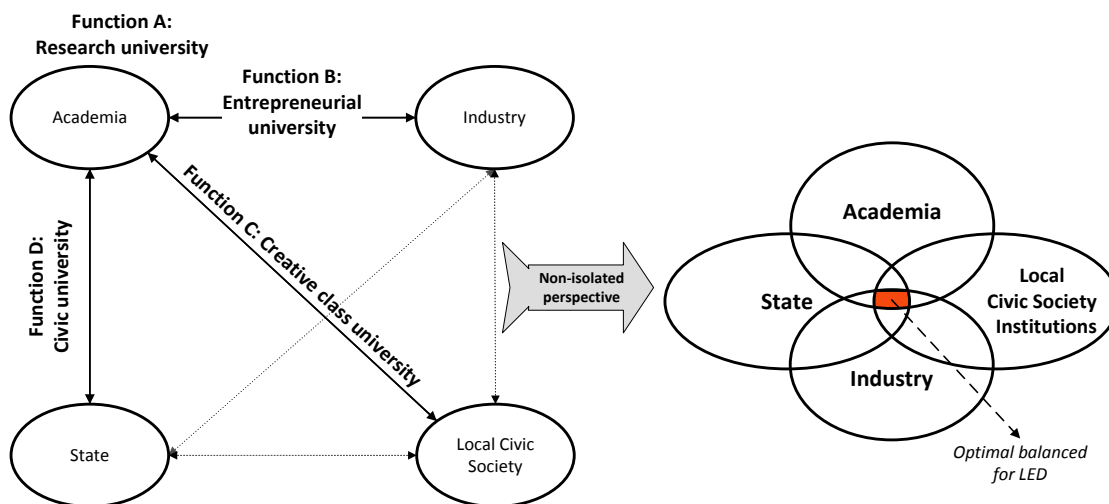 Function A:
Research university
Function B:
Entrepreneurial
university
Academia
Industry
Function C: Creative class university
Function D:
Civic university
State
Local Civic
Society
Non-isolated
perspective
Academia
State
Local
Civic Society
Institutions
Industry
Optimal balanced
for LED